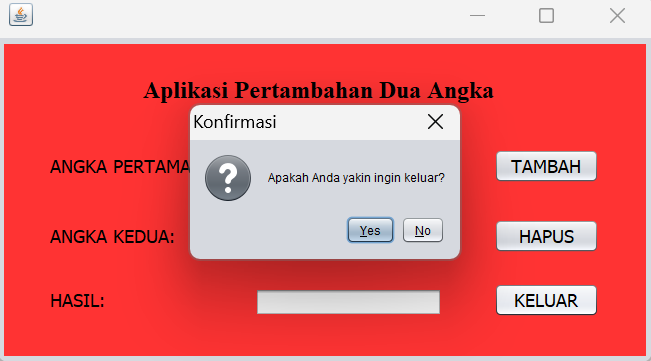 Aplikasi Pertambahan Dua Angka
Konfirmasi
Apakah Anda yakin ingin keluar?
Yes
No
ANGKA PERTAMA
TAMBAH
ANGKA KEDUA:
HAPUS
HASIL:
KELUAR